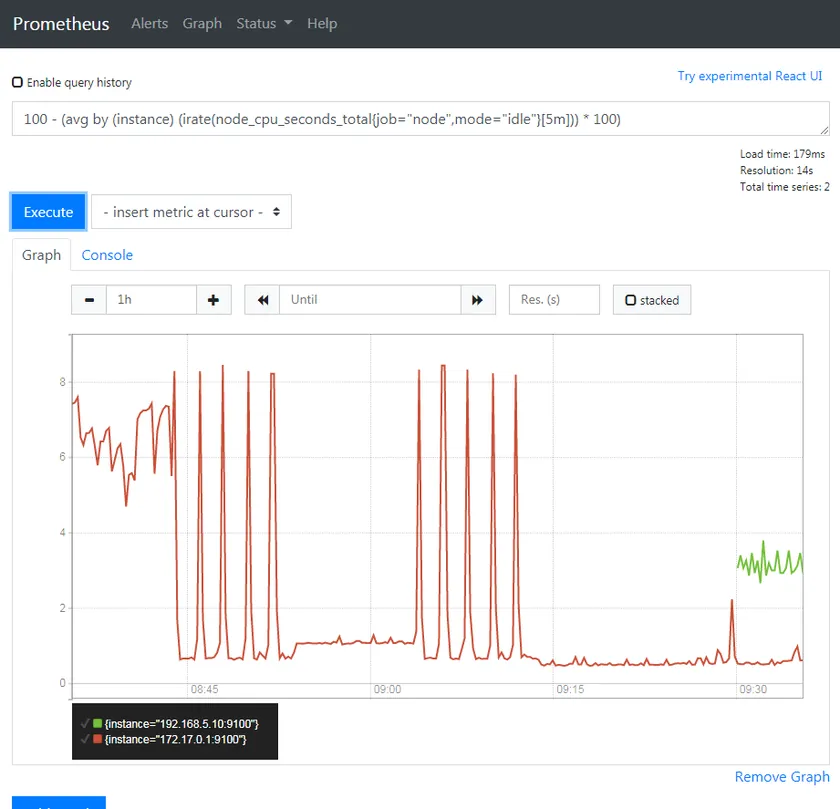 Prometheus Alerts Graph Status Help
Enable query history
Try experimental React UI
100 - (avg by (instance) (irate(node_cpu_seconds_total{job="node",mode="idle"}[5m])) * 100)
Load time: 179ms
Resolution: 14s
Total time series: 2
Execute - insert metric at cursor -
Graph Console
1h Until Res. (s) stacked
8
6
4
2
0
08:45 09:00 09:15 09:30
{instance="192.168.5.10:9100"}
{instance="172.17.0.1:9100"}
Remove Graph